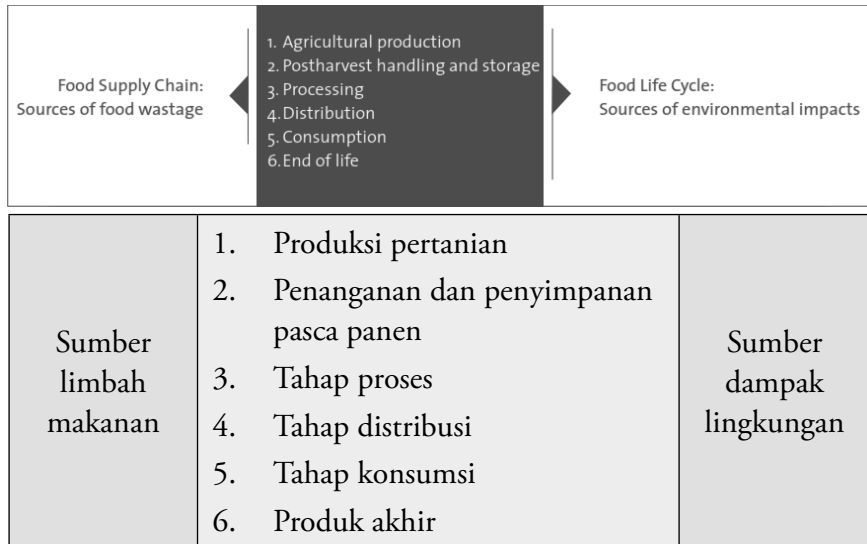 Food Supply Chain:
Sources of food wastage
1. Agricultural production
2. Postharvest handling and storage
3. Processing
4. Distribution
5. Consumption
6. End of life
Food Life Cycle:
Sources of environmental impacts
Sumber
limbah
makanan
1. Produksi pertanian
2. Penanganan dan penyimpanan
pasca panen
3. Tahap proses
4. Tahap distribusi
5. Tahap konsumsi
6. Produk akhir
Sumber
dampak
lingkungan